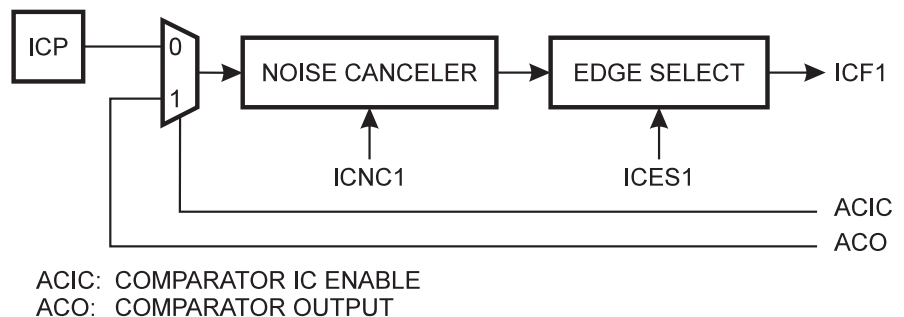 ICP
0
1
NOISE CANCELER
EDGE SELECT
ICF1
ICNC1
ICES1
ACIC
ACO
ACIC: COMPARATOR IC ENABLE
ACO: COMPARATOR OUTPUT